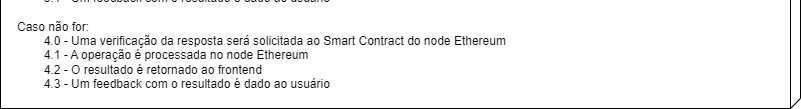 3.4 - Um feedback com o resultado é dado ao usuário
Caso não for:
4.0 - Uma verificação da resposta será solicitada ao Smart Contract do node Ethereum
4.1 - A operação é processada no node Ethereum
4.2 - O resultado é retornado ao frontend
4.3 - Um feedback com o resultado é dado ao usuário